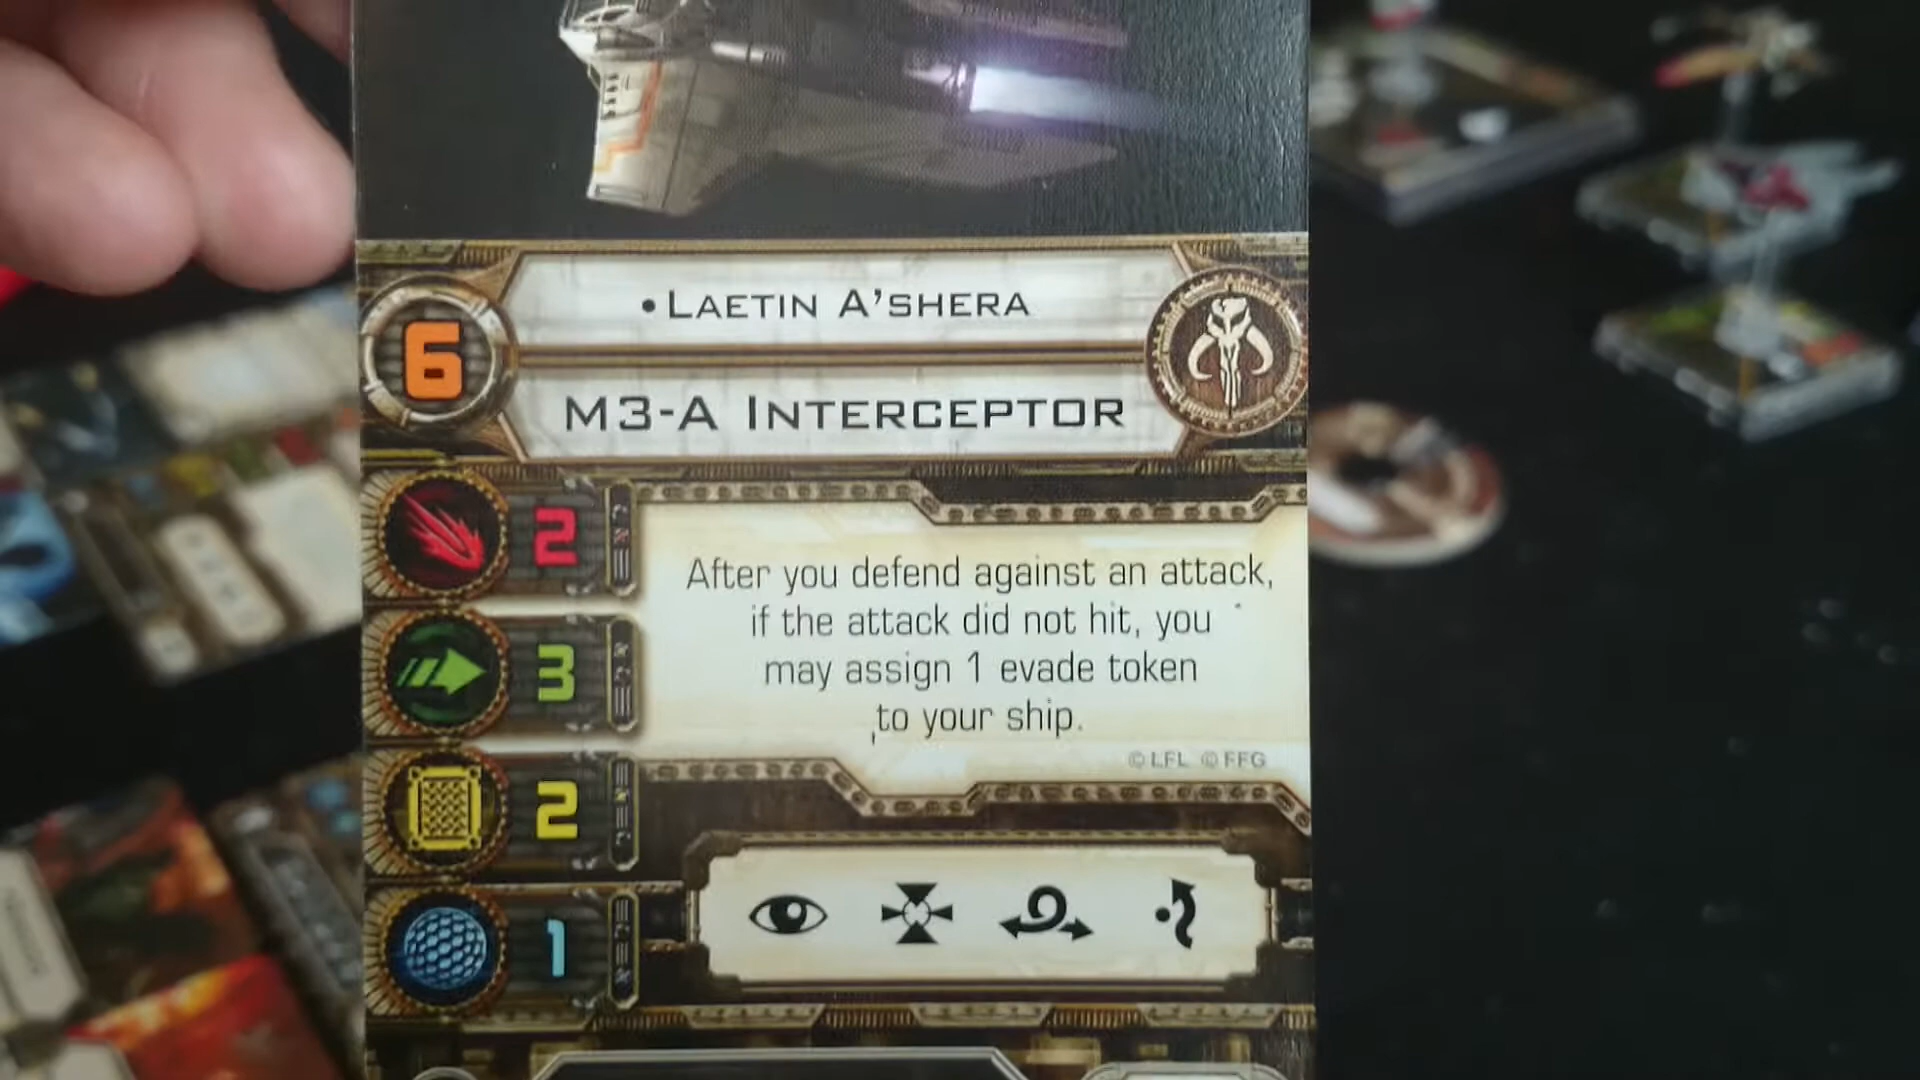 •Laetin A'shera
6
M3-A Interceptor
2
After you defend against an attack,
if the attack did not hit, you
may assign 1 evade token
to your ship.
3
©LFL ©FFG
2
1